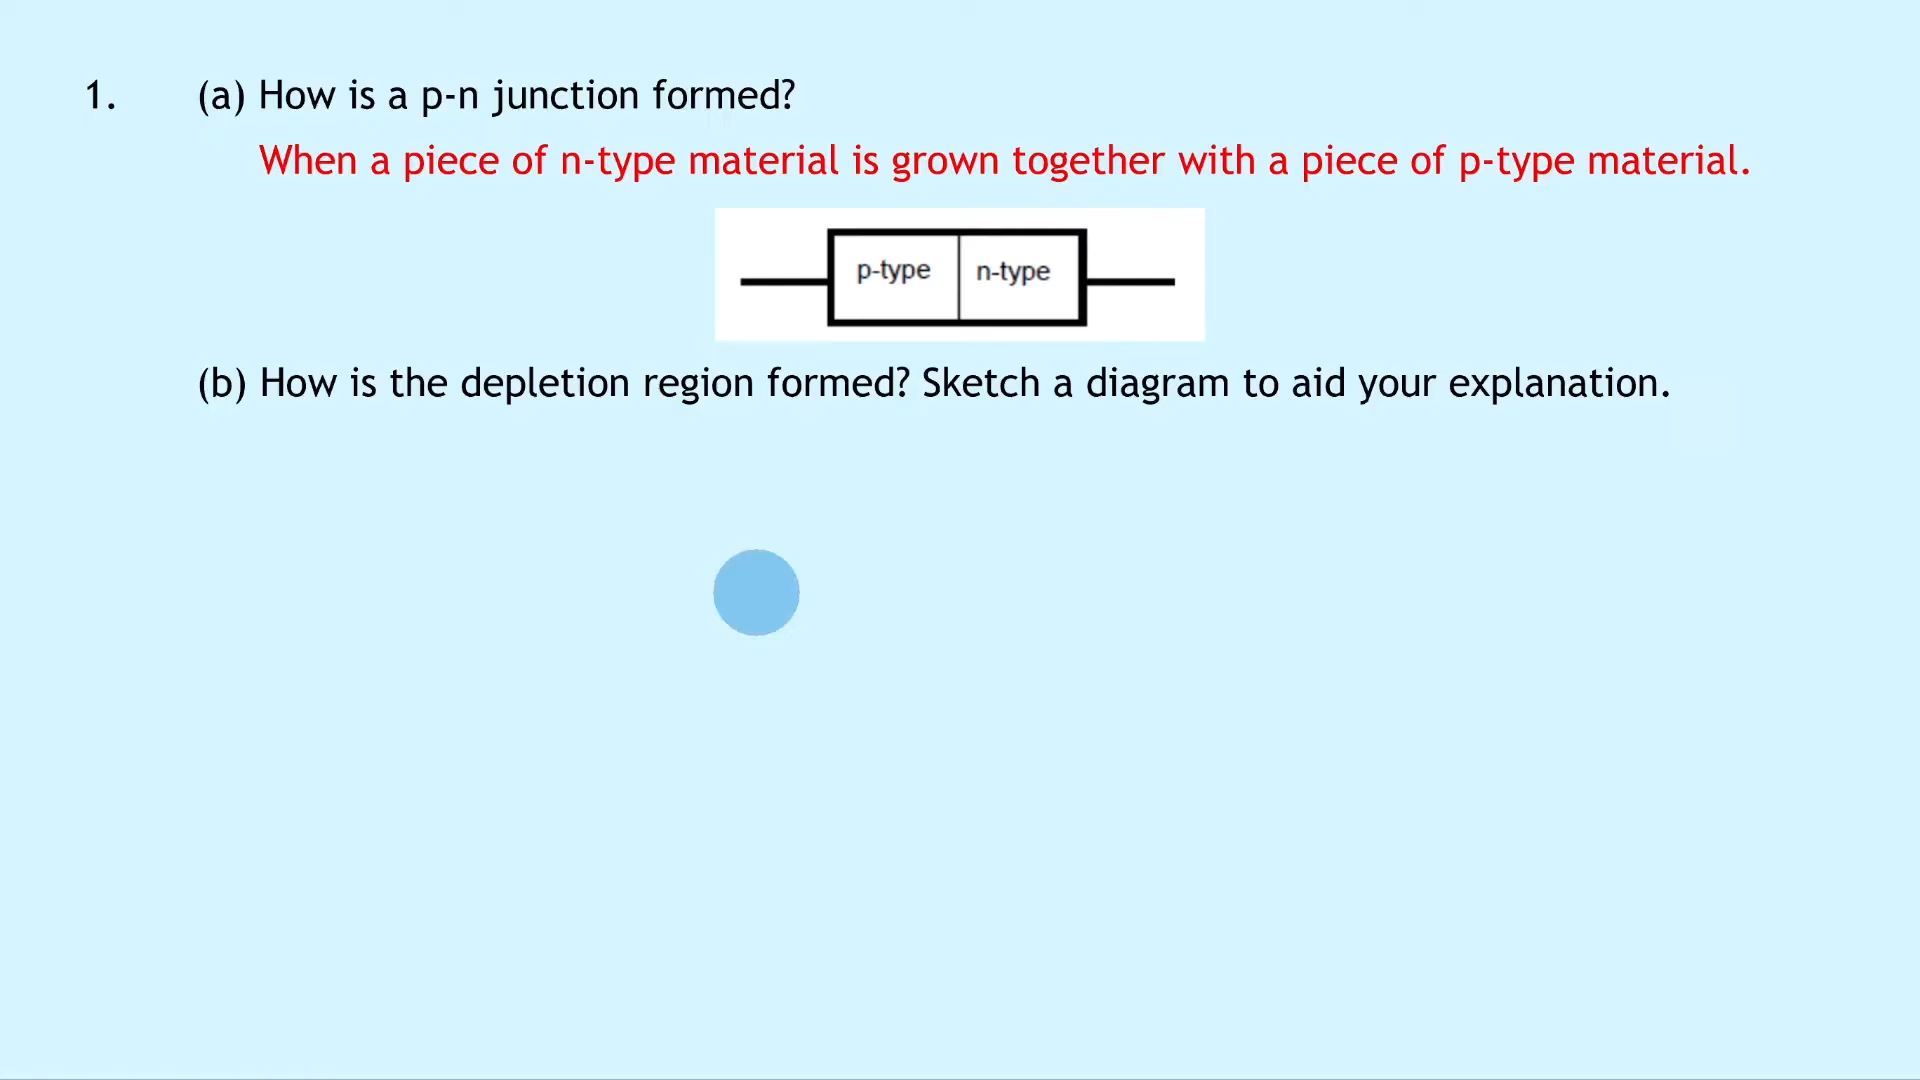 1. (a) How is a p-n junction formed?
When a piece of n-type material is grown together with a piece of p-type material.
p-type n-type
(b) How is the depletion region formed? Sketch a diagram to aid your explanation.